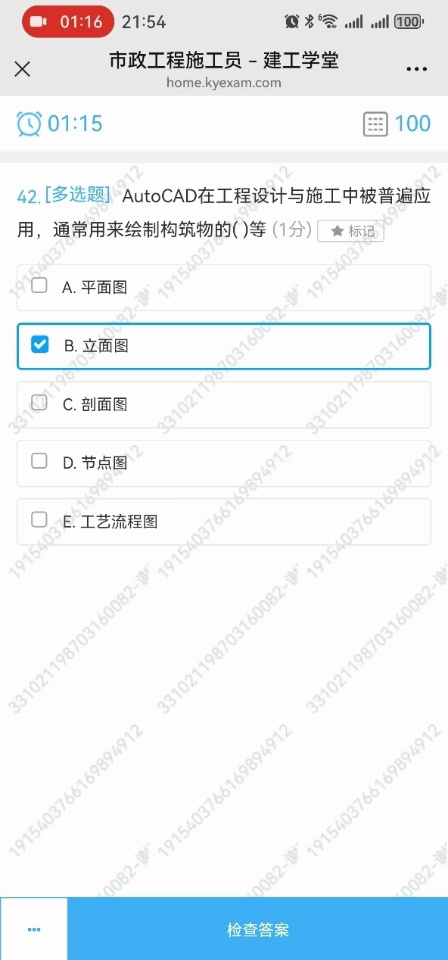 01:16 21:54 100
市政工程施工员 – 建工学堂
home.kyexam.com
01:15 100
42.[多选题] AutoCAD在工程设计与施工中被普遍应
用，通常用来绘制构筑物的( )等 (1分) 标记
A. 平面图
B. 立面图
C. 剖面图
D. 节点图
E. 工艺流程图
检查答案